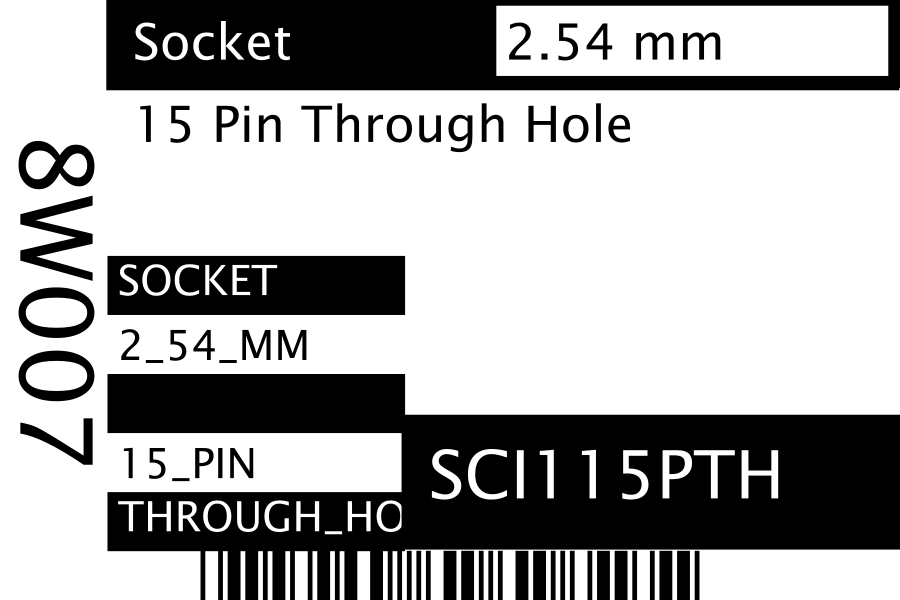 Socket
2.54 mm
15 Pin Through Hole
8W007
SOCKET
2_54_MM
15_PIN
THROUGH_HO
SCI115PTH